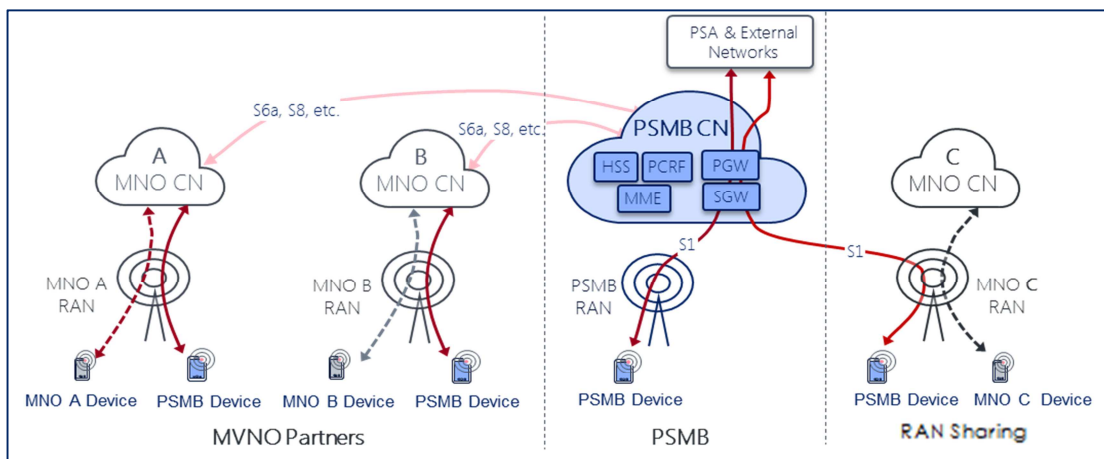 PSA & External
Networks
S6a, S8, etc.
S6a, S8, etc.
A
MNO CN
B
MNO CN
PSMB CN
HSS
PCRF
PGW
MME
SGW
C
MNO CN
S1
S1
MNO A
RAN
MNO B
RAN
PSMB
RAN
MNO C
RAN
MNO A Device
PSMB Device
MNO B Device
PSMB Device
PSMB Device
PSMB Device
MNO C Device
MVNO Partners
PSMB
RAN Sharing